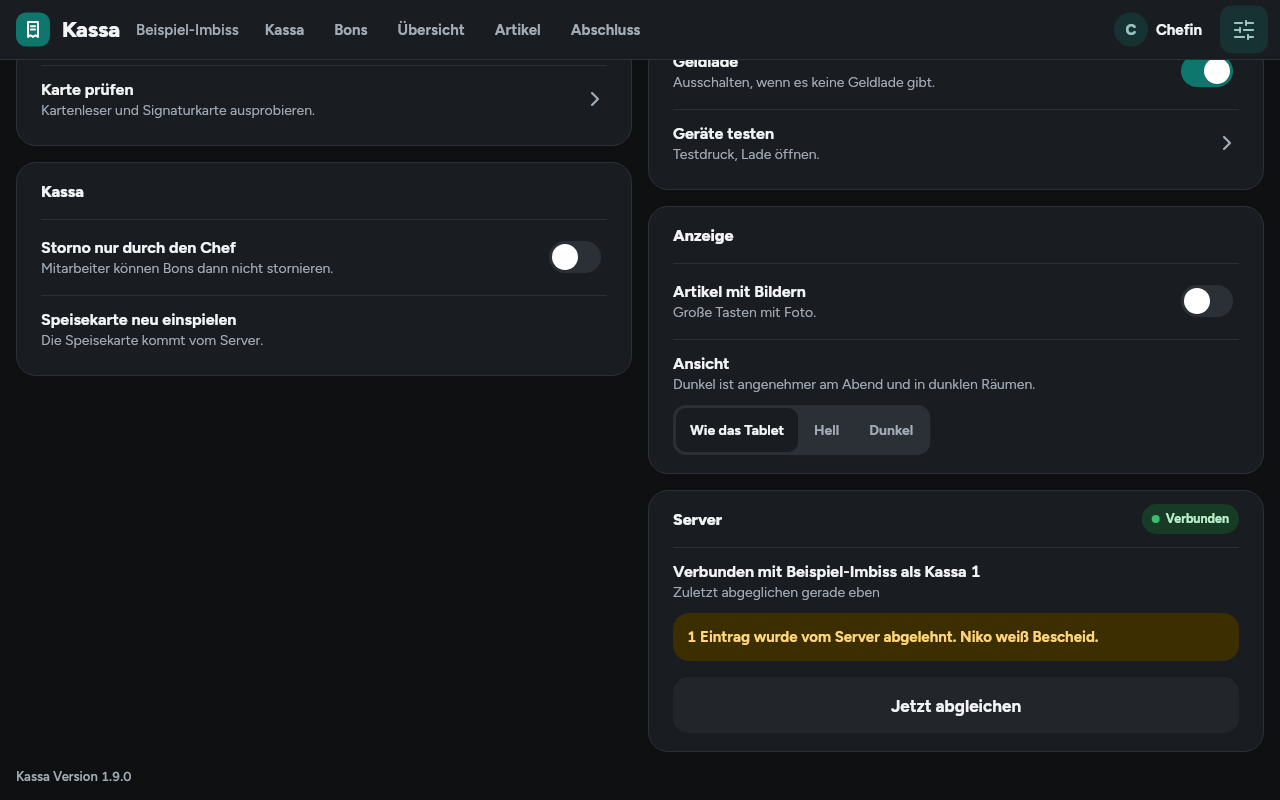 Kassa
Beispiel-Imbiss
Kassa
Bons
Übersicht
Artikel
Abschluss
C
Chefin
Karte prüfen
Kartenleser und Signaturkarte ausprobieren.
Kassa
Storno nur durch den Chef
Mitarbeiter können Bons dann nicht stornieren.
Speisekarte neu einspielen
Die Speisekarte kommt vom Server.
Geldlade
Ausschalten, wenn es keine Geldlade gibt.
Geräte testen
Testdruck, Lade öffnen.
Anzeige
Artikel mit Bildern
Große Tasten mit Foto.
Ansicht
Dunkel ist angenehmer am Abend und in dunklen Räumen.
Wie das Tablet
Hell
Dunkel
Server
Verbunden
Verbunden mit Beispiel-Imbiss als Kassa 1
Zuletzt abgeglichen gerade eben
1 Eintrag wurde vom Server abgelehnt. Niko weiß Bescheid.
Jetzt abgleichen
Kassa Version 1.9.0